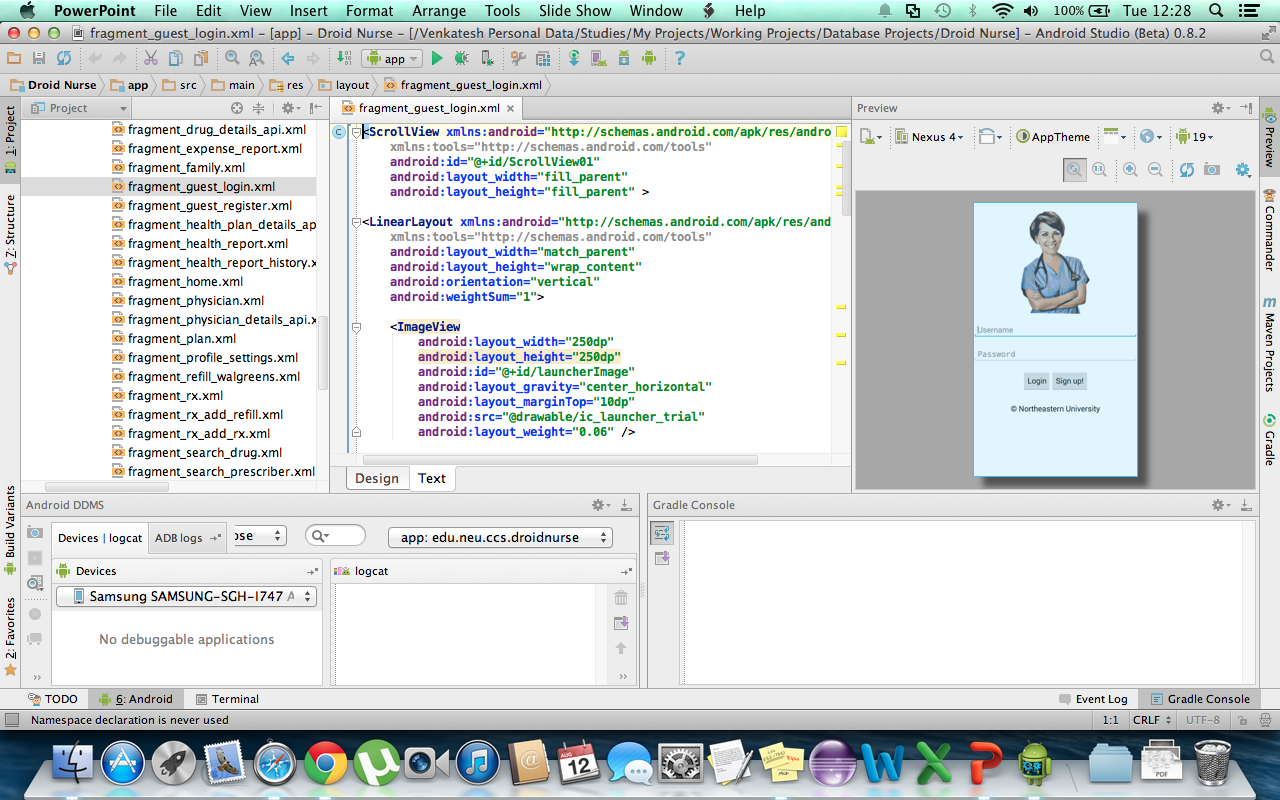 PowerPoint File Edit View Insert Format Arrange Tools Slide Show Window Help 100% Tue 12:28
fragment_guest_login.xml - [app] - Droid Nurse - [/Venkatesh Personal Data/Studies/My Projects/Working Projects/Database Projects/Droid Nurse] - Android Studio (Beta) 0.8.2
app
Droid Nurse app src main res layout fragment_guest_login.xml
1: Project
Z: Structure
Build Variants
2: Favorites
Project
fragment_drug_details_api.xml
fragment_expense_report.xml
fragment_family.xml
fragment_guest_login.xml
fragment_guest_register.xml
fragment_health_plan_details_ap
fragment_health_report.xml
fragment_health_report_history.x
fragment_home.xml
fragment_physician.xml
fragment_physician_details_api.x
fragment_plan.xml
fragment_profile_settings.xml
fragment_refill_walgreens.xml
fragment_rx.xml
fragment_rx_add_refill.xml
fragment_rx_add_rx.xml
fragment_search_drug.xml
fragment_search_prescriber.xml
fragment_guest_login.xml
C
<ScrollView xmlns:android="http://schemas.android.com/apk/res/andro
xmlns:tools="http://schemas.android.com/tools"
android:id="@+id/ScrollView01"
android:layout_width="fill_parent"
android:layout_height="fill_parent" >
<LinearLayout xmlns:android="http://schemas.android.com/apk/res/and
xmlns:tools="http://schemas.android.com/tools"
android:layout_width="match_parent"
android:layout_height="wrap_content"
android:orientation="vertical"
android:weightSum="1">
<ImageView
android:layout_width="250dp"
android:layout_height="250dp"
android:id="@+id/launcherImage"
android:layout_gravity="center_horizontal"
android:layout_marginTop="10dp"
android:src="@drawable/ic_launcher_trial"
android:layout_weight="0.06" />
Design Text
Preview
Nexus 4 AppTheme 19
Username
Password
Login Sign up!
© Northeastern University
Preview
Commander
m Maven Projects
Gradle
Android DDMS
Devices | logcat ADB logs ose app: edu.neu.ccs.droidnurse
Devices
Samsung SAMSUNG-SGH-I747 A
No debuggable applications
logcat
Gradle Console
TODO 6: Android Terminal Event Log Gradle Console
Namespace declaration is never used 1:1 CRLF UTF-8
AUG
12
PDF